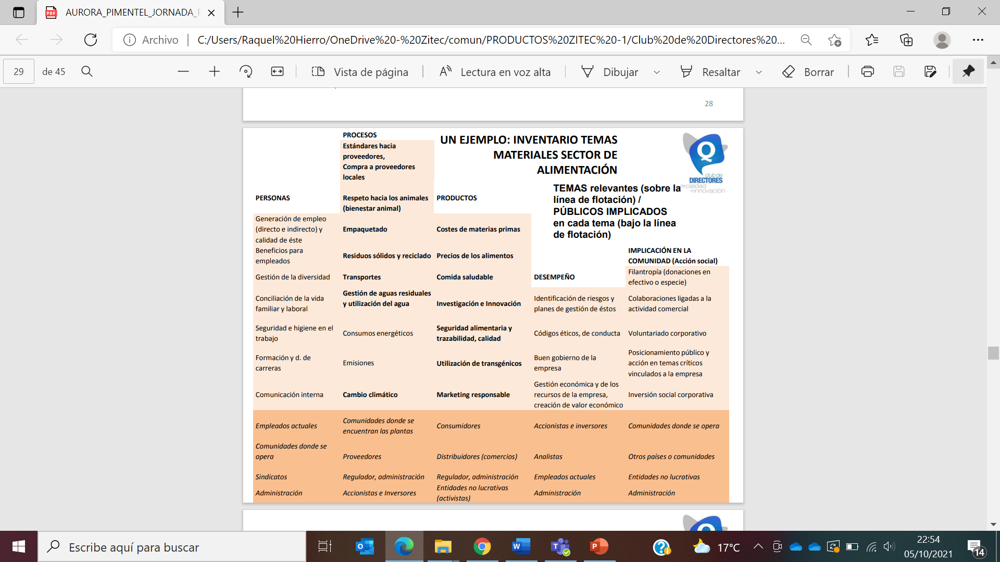 AURORA_PIMENTEL_JORNADA_F
Archivo
C:/Users/Raquel%20Hierro/OneDrive%20-%20Zitec/comun/PRODUCTOS%20ZITEC%20-1/Club%20de%20Directores%20...
29
de 45
Vista de página
Lectura en voz alta
Dibujar
Resaltar
Borrar
28
UN EJEMPLO: INVENTARIO TEMAS
MATERIALES SECTOR DE
ALIMENTACIÓN
Q
club de
DIRECTORES
de calidad
e innovación
TEMAS relevantes (sobre la
línea de flotación) /
PÚBLICOS IMPLICADOS
en cada tema (bajo la línea
de flotación)
PERSONAS
Generación de empleo
(directo e indirecto) y
calidad de éste
Beneficios para
empleados
Gestión de la diversidad
Conciliación de la vida
familiar y laboral
Seguridad e higiene en el
trabajo
Formación y d. de
carreras
Comunicación interna
Empleados actuales
Comunidades donde se
opera
Sindicatos
Administración
PROCESOS
Estándares hacia
proveedores,
Compra a proveedores
locales
Respeto hacia los animales
(bienestar animal)
Empaquetado
Residuos sólidos y reciclado
Transportes
Gestión de aguas residuales
y utilización del agua
Consumos energéticos
Emisiones
Cambio climático
Comunidades donde se
encuentran las plantas
Proveedores
Regulador, administración
Accionistas e Inversores
PRODUCTOS
Costes de materias primas
Precios de los alimentos
Comida saludable
Investigación e Innovación
Seguridad alimentaria y
trazabilidad, calidad
Utilización de transgénicos
Marketing responsable
Consumidores
Distribuidores (comercios)
Regulador, administración
Entidades no lucrativas
(activistas)
DESEMPEÑO
Identificación de riesgos y
planes de gestión de éstos
Códigos éticos, de conducta
Buen gobierno de la
empresa
Gestión económica y de los
recursos de la empresa,
creación de valor económico
Accionistas e inversores
Analistas
Empleados actuales
Administración
IMPLICACIÓN EN LA
COMUNIDAD (Acción social)
Filantropía (donaciones en
efectivo o especie)
Colaboraciones ligadas a la
actividad comercial
Voluntariado corporativo
Posicionamiento público y
acción en temas críticos
vinculados a la empresa
Inversión social corporativa
Comunidades donde se opera
Otros países o comunidades
Entidades no lucrativas
Administración
Escribe aquí para buscar
17°C
22:54
05/10/2021
14